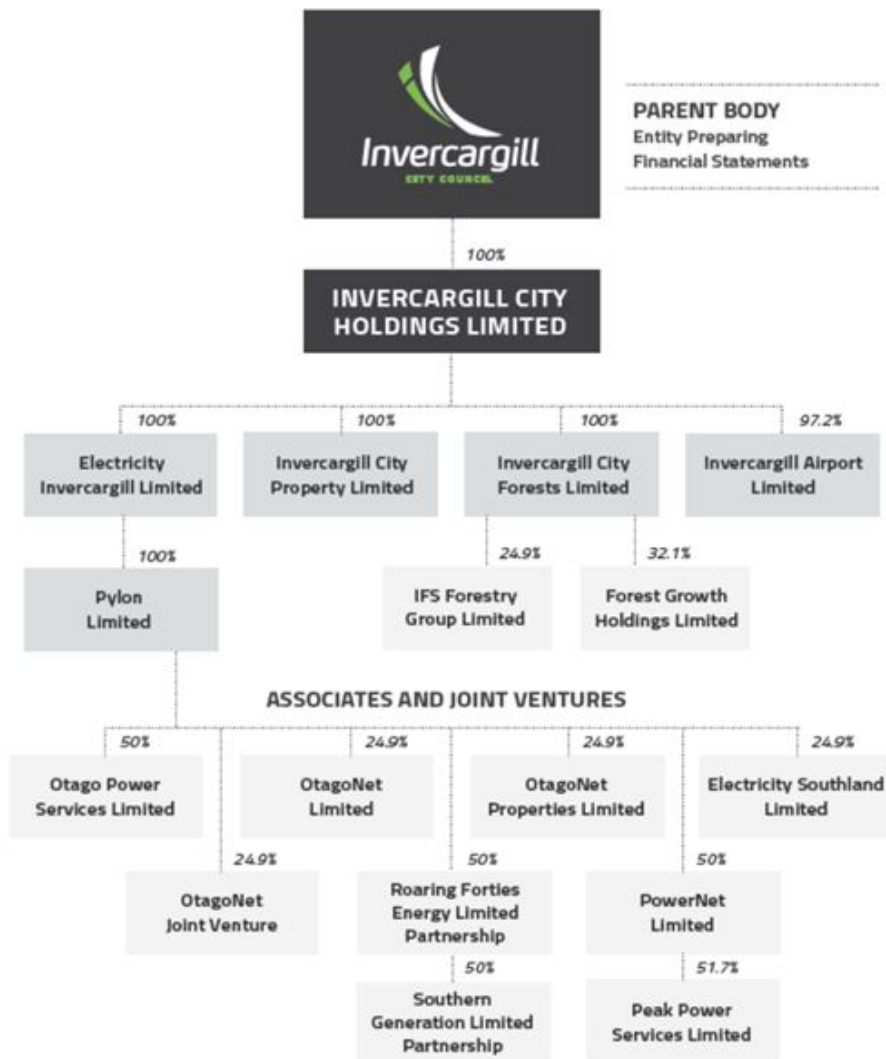 Invercargill
CITY COUNCIL
PARENT BODY
Entity Preparing
Financial Statements
100%
INVERCARGILL CITY
HOLDINGS LIMITED
100%
100%
100%
97.2%
Electricity
Invercargill Limited
Invercargill City
Property Limited
Invercargill City
Forests Limited
Invercargill Airport
Limited
100%
24.9%
32.1%
Pylon
Limited
IFS Forestry
Group Limited
Forest Growth
Holdings Limited
ASSOCIATES AND JOINT VENTURES
50%
24.9%
24.9%
24.9%
Otago Power
Services Limited
OtagoNet
Limited
OtagoNet
Properties Limited
Electricity Southland
Limited
24.9%
50%
50%
OtagoNet
Joint Venture
Roaring Forties
Energy Limited
Partnership
PowerNet
Limited
50%
51.7%
Southern
Generation Limited
Partnership
Peak Power
Services Limited